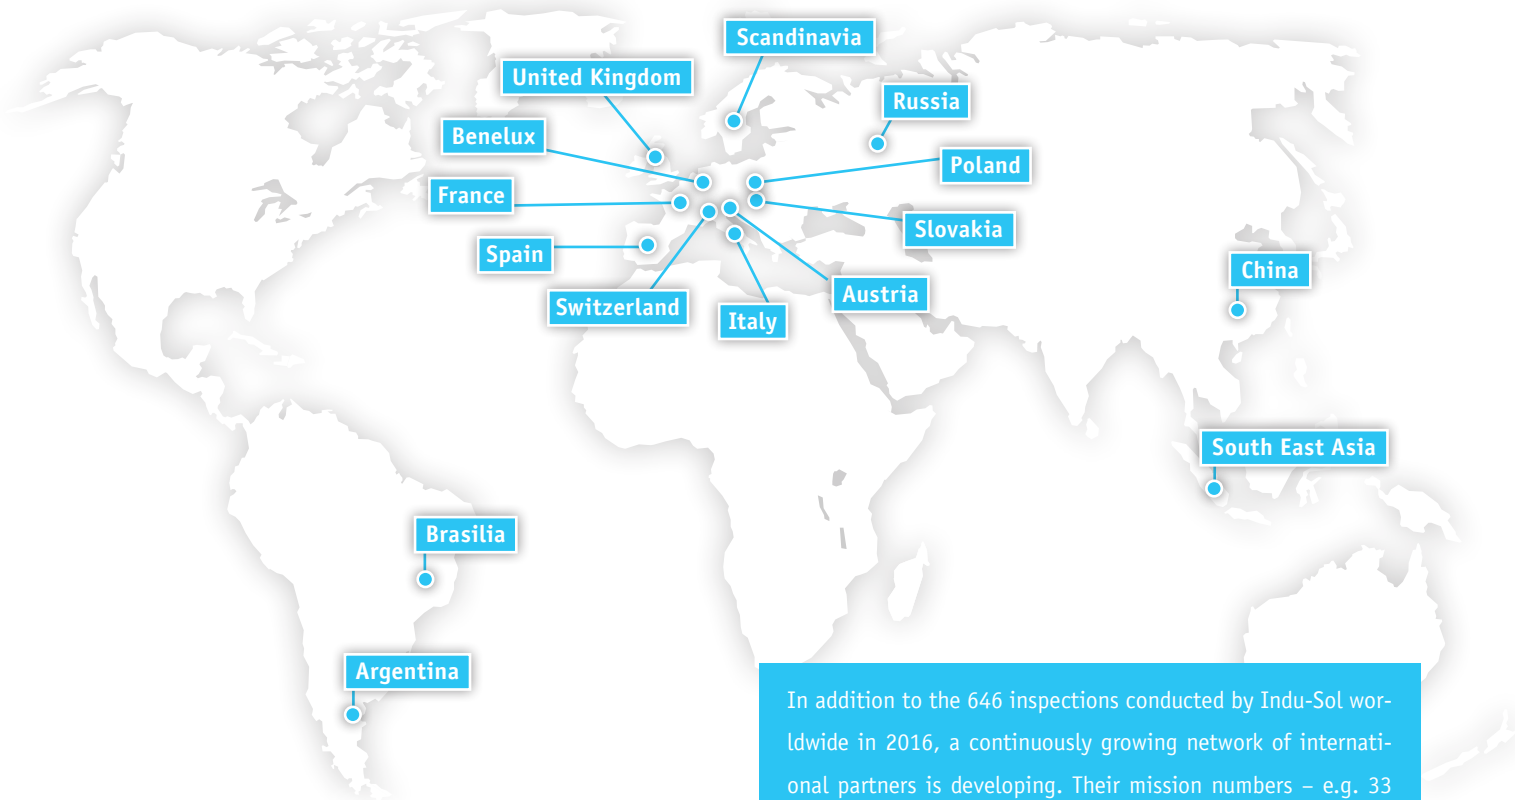 Scandinavia
United Kingdom
Russia
Benelux
Poland
France
Slovakia
Spain
China
Austria
Switzerland
Italy
South East Asia
Brasilia
Argentina
In addition to the 646 inspections conducted by Indu-Sol wor-
ldwide in 2016, a continuously growing network of internati-
onal partners is developing. Their mission numbers – e.g. 33